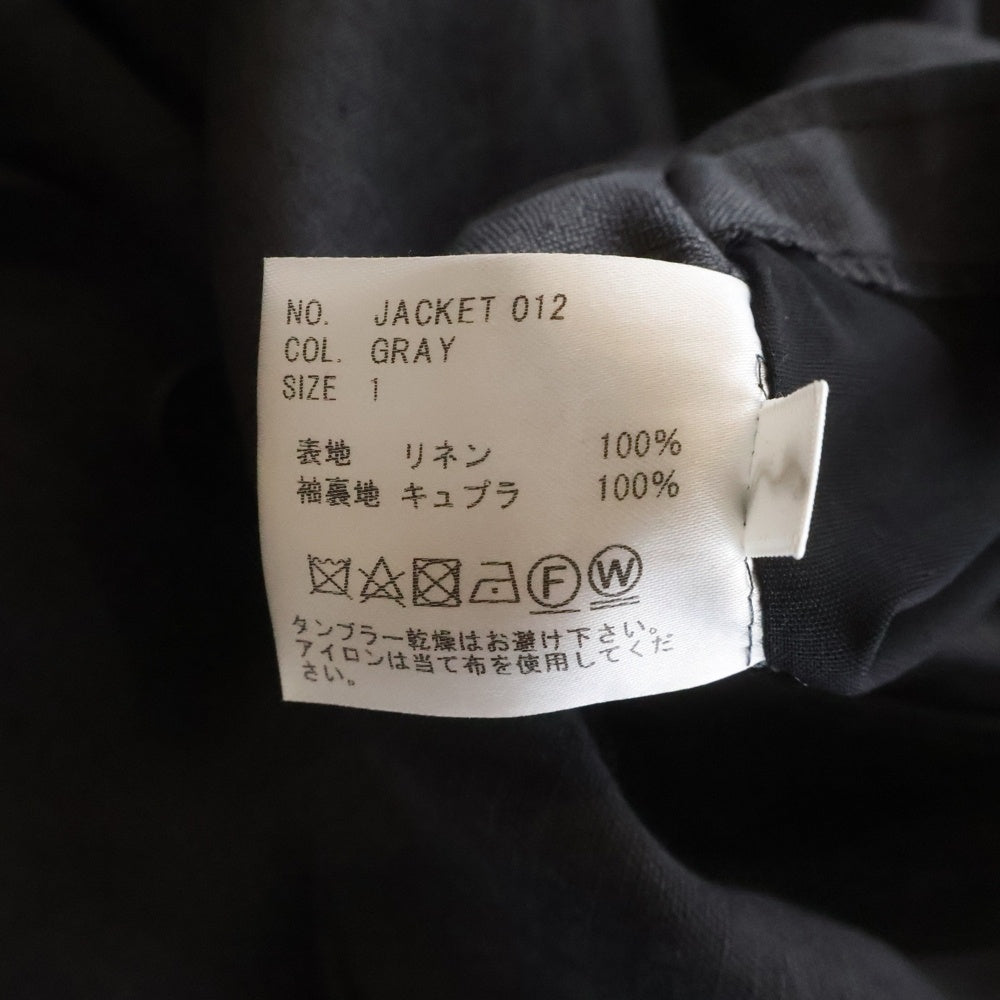 NO. JACKET 012
COL. GRAY
SIZE 1
表地 リネン 100%
袖裏地 キュプラ 100%
F W
タンブラー乾燥はお避け下さい。
アイロンは当て布を使用してくだ
さい。